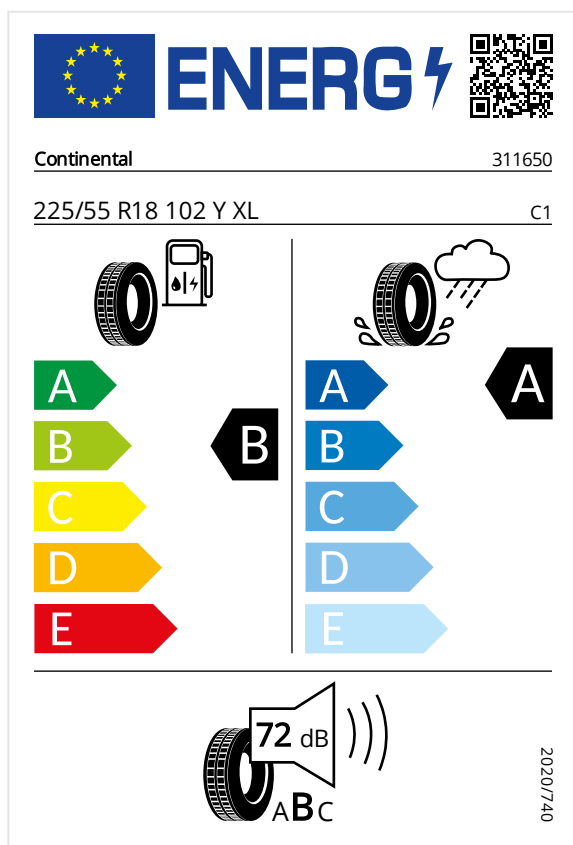 ENERG
Continental 311650
225/55 R18 102 Y XL C1
A A A
B B B
C C
D D
E E
72 dB
ABC
2020/740